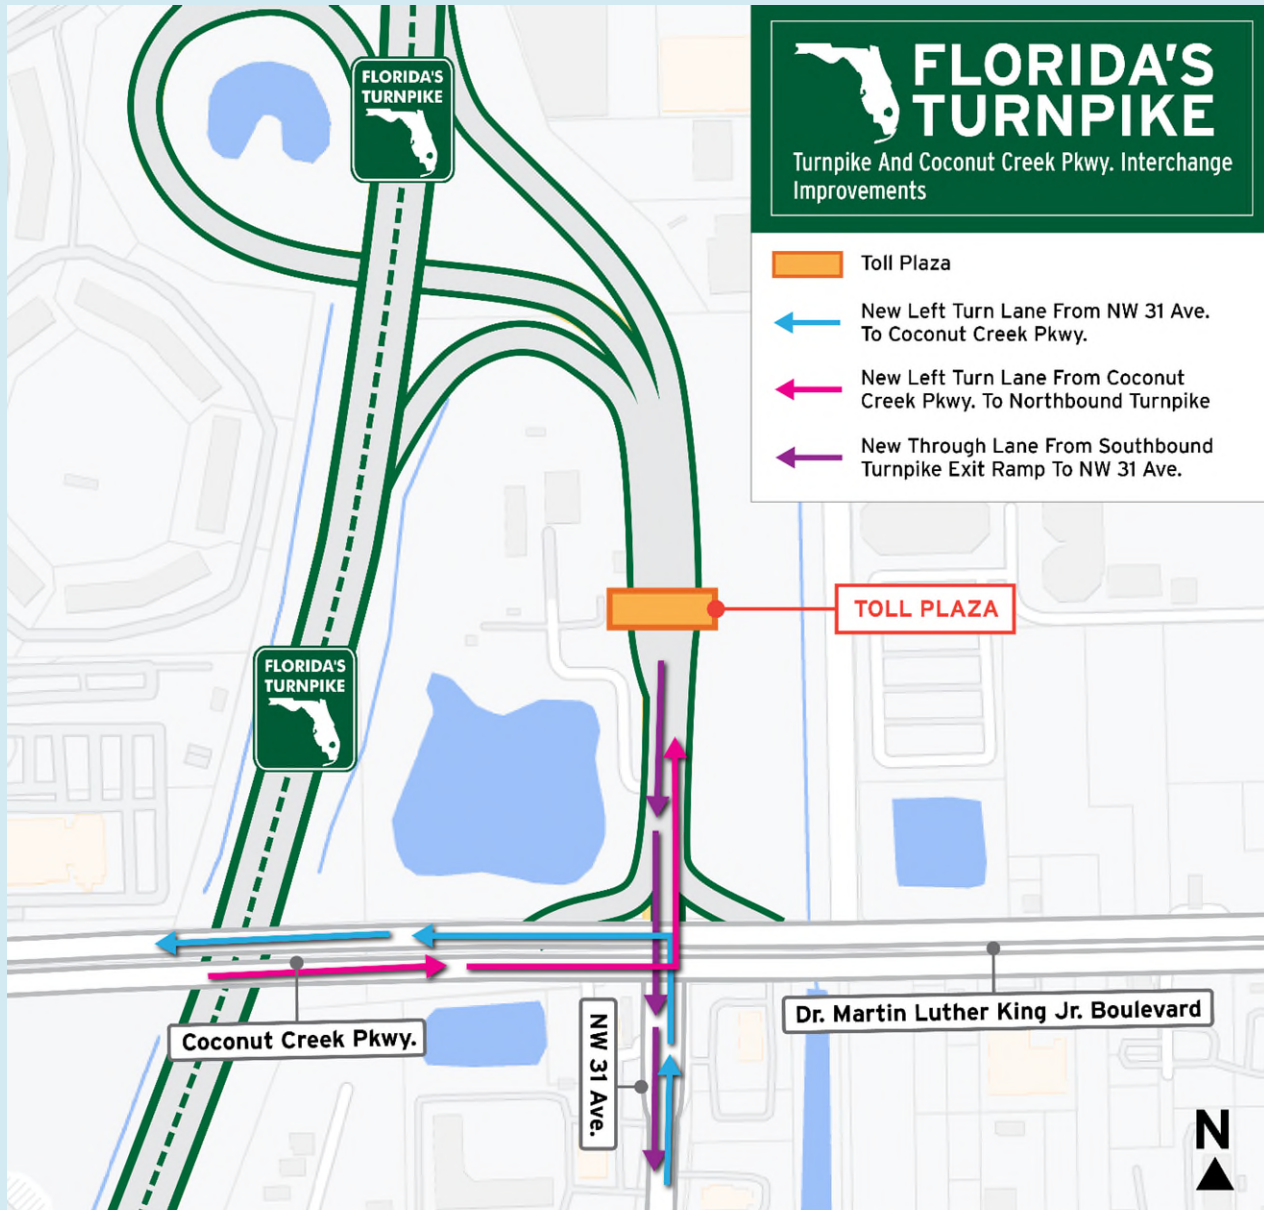 FLORIDA'S
TURNPIKE
Turnpike And Coconut Creek Pkwy. Interchange
Improvements
Toll Plaza
New Left Turn Lane From NW 31 Ave.
To Coconut Creek Pkwy.
New Left Turn Lane From Coconut
Creek Pkwy. To Northbound Turnpike
New Through Lane From Southbound
Turnpike Exit Ramp To NW 31 Ave.
FLORIDA'S
TURNPIKE
TOLL PLAZA
FLORIDA'S
TURNPIKE
Coconut Creek Pkwy.
NW 31 Ave.
Dr. Martin Luther King Jr. Boulevard
N